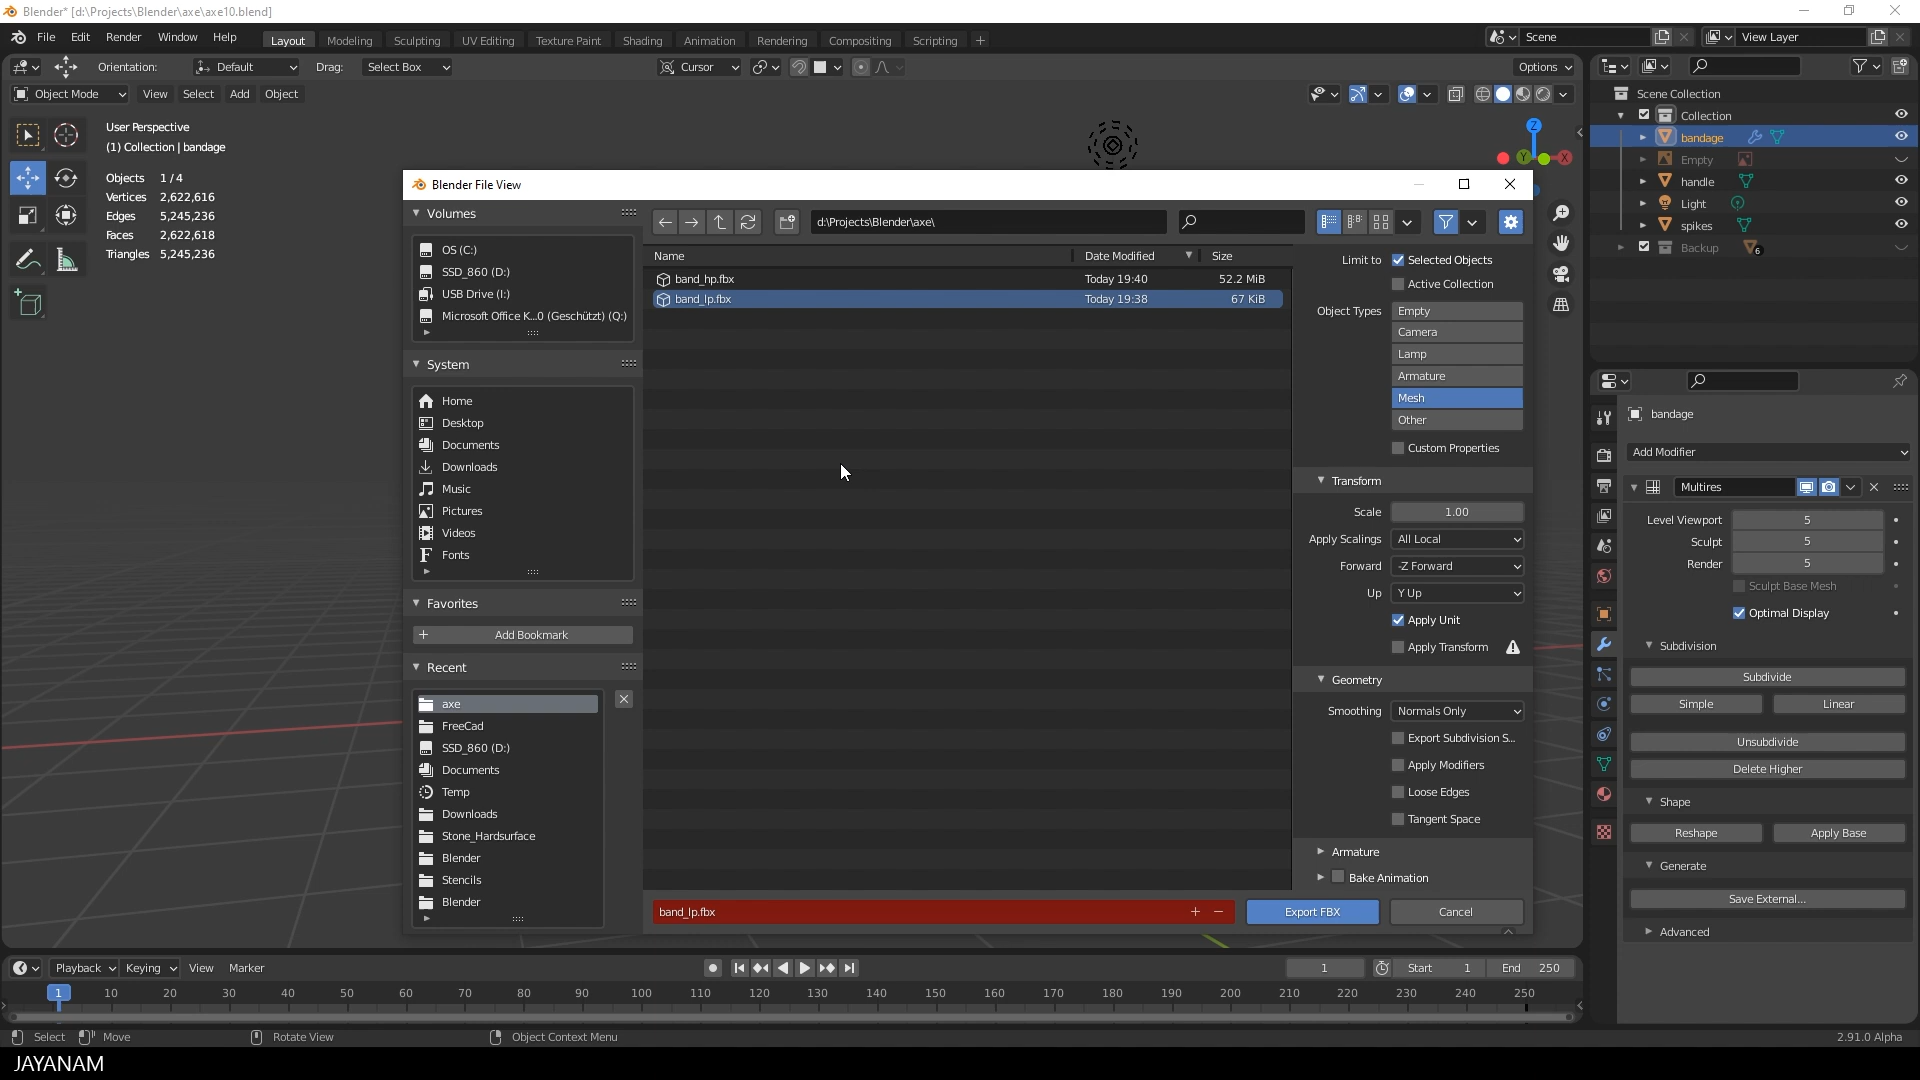 Blender* [d:\Projects\Blender\axe\axe10.blend]
File Edit Render Window Help
Layout Modeling Sculpting UV Editing Texture Paint Shading Animation Rendering Compositing Scripting +
Scene
View Layer
Orientation: Default Drag: Select Box
Cursor
Options
Object Mode View Select Add Object
User Perspective
(1) Collection | bandage
Objects 1 / 4
Vertices 2,622,616
Edges 5,245,236
Faces 2,622,618
Triangles 5,245,236
Z
Y
X
Scene Collection
Collection
bandage
Empty
handle
Light
spikes
Backup 6
Blender File View
Volumes
OS (C:)
SSD_860 (D:)
USB Drive (I:)
Microsoft Office K...0 (Geschützt) (Q:)
System
Home
Desktop
Documents
Downloads
Music
Pictures
Videos
Fonts
Favorites
+ Add Bookmark
Recent
axe
FreeCad
SSD_860 (D:)
Documents
Temp
Downloads
Stone_Hardsurface
Blender
Stencils
Blender
d:\Projects\Blender\axe\
Name Date Modified Size
band_hp.fbx Today 19:40 52.2 MiB
band_lp.fbx Today 19:38 67 KiB
Limit to Selected Objects
Active Collection
Object Types Empty
Camera
Lamp
Armature
Mesh
Other
Custom Properties
Transform
Scale 1.00
Apply Scalings All Local
Forward -Z Forward
Up Y Up
Apply Unit
Apply Transform
Geometry
Smoothing Normals Only
Export Subdivision S...
Apply Modifiers
Loose Edges
Tangent Space
Armature
Bake Animation
band_lp.fbx + −
Export FBX
Cancel
bandage
Add Modifier
Multires
Level Viewport 5
Sculpt 5
Render 5
Sculpt Base Mesh
Optimal Display
Subdivision
Subdivide
Simple Linear
Unsubdivide
Delete Higher
Shape
Reshape Apply Base
Generate
Save External...
Advanced
Playback Keying View Marker
1 Start 1 End 250
1 10 20 30 40 50 60 70 80 90 100 110 120 130 140 150 160 170 180 190 200 210 220 230 240 250
Select Move Rotate View Object Context Menu 2.91.0 Alpha
JAYANAM